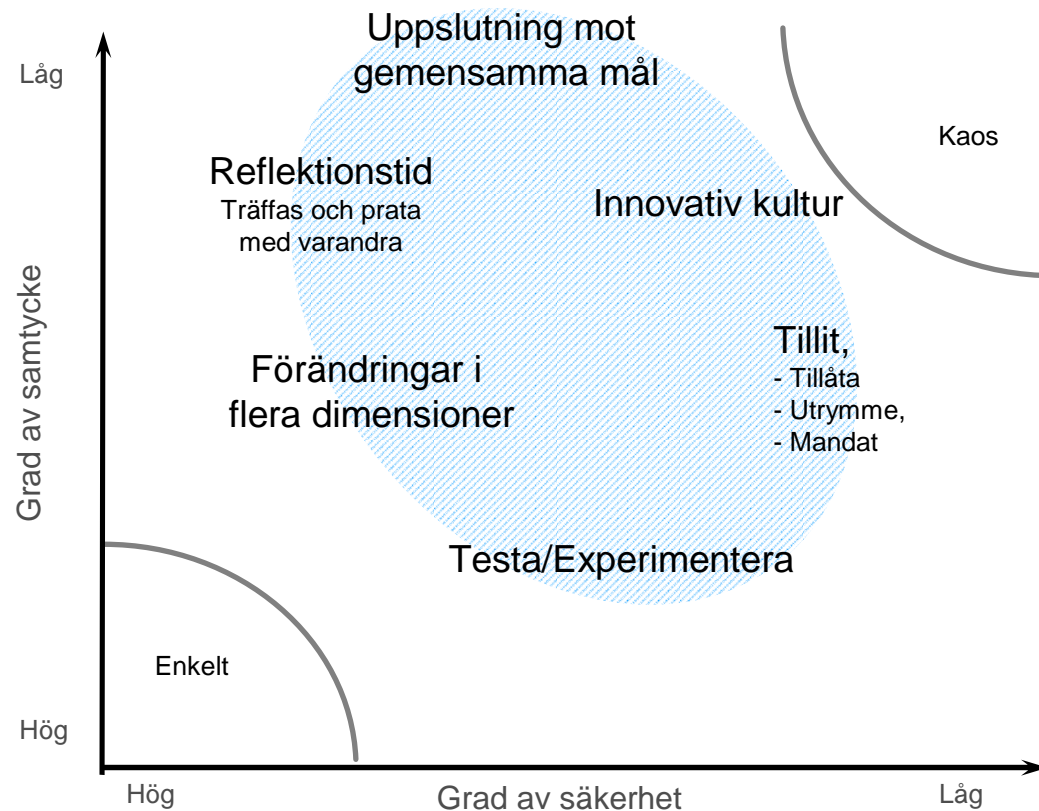 Uppslutning mot
gemensamma mål
Låg
Kaos
Reflektionstid
Träffas och prata
med varandra
Innovativ kultur
Grad av samtycke
Tillit,
- Tillåta
- Utrymme,
- Mandat
Förändringar i
flera dimensioner
Testa/Experimentera
Enkelt
Hög
Hög
Grad av säkerhet
Låg